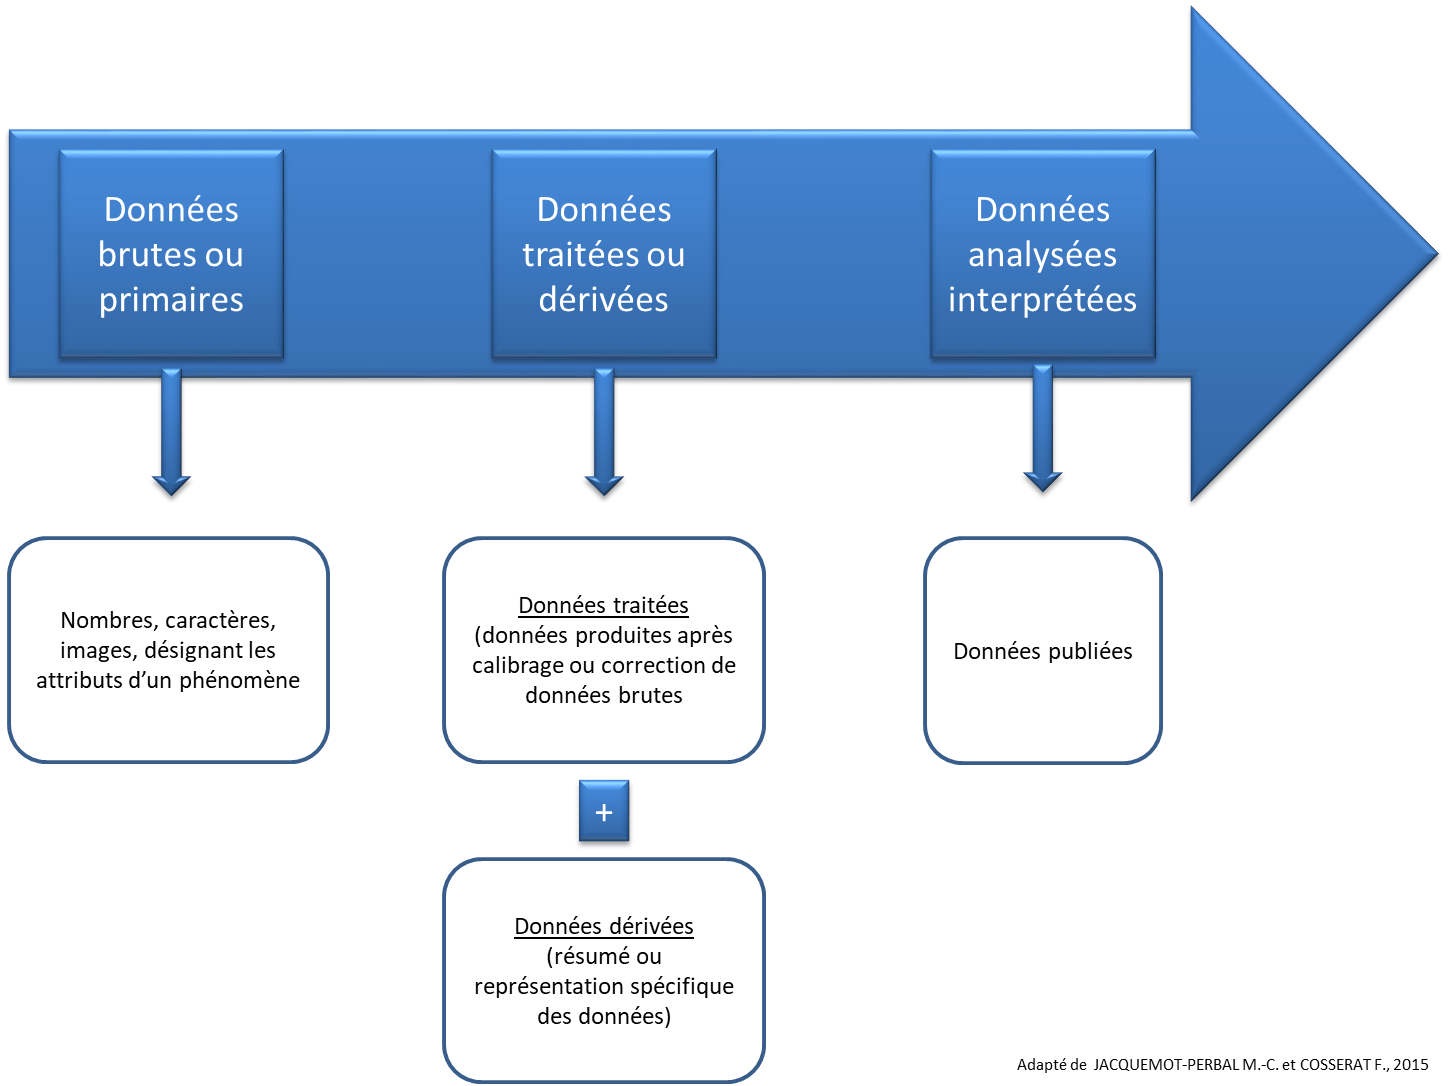 Données
brutes ou
primaires
Données
traitées ou
dérivées
Données
analysées
interprétées
Nombres, caractères,
images, désignant les
attributs d’un phénomène
Données traitées
(données produites après
calibrage ou correction de
données brutes
+
Données dérivées
(résumé ou
représentation spécifique
des données)
Données publiées
Adapté de JACQUEMOT-PERBAL M.-C. et COSSERAT F., 2015